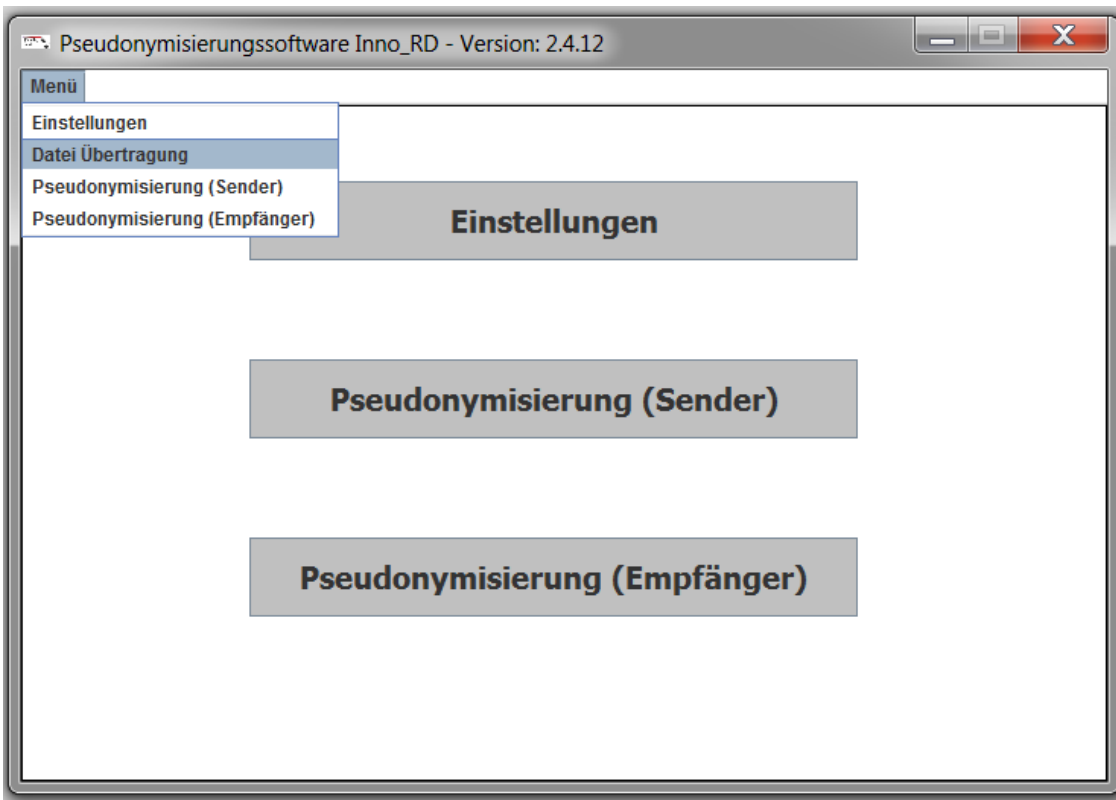 Pseudonymisierungssoftware Inno_RD - Version: 2.4.12
Menü
Einstellungen
Datei Übertragung
Pseudonymisierung (Sender)
Pseudonymisierung (Empfänger)
Einstellungen
Pseudonymisierung (Sender)
Pseudonymisierung (Empfänger)